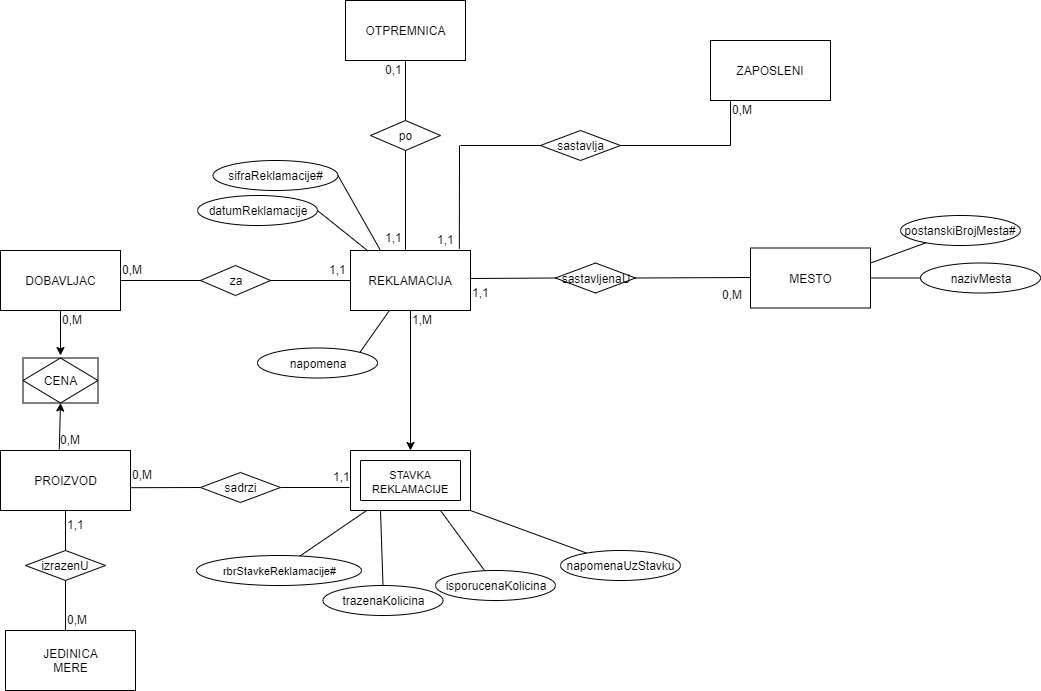 OTPREMNICA
0,1
ZAPOSLENI
0,M
po
sastavlja
sifraReklamacije#
datumReklamacije
postanskiBrojMesta#
1,1
1,1
DOBAVLJAC
0,M
za
1,1
REKLAMACIJA
1,1
sastavljenaU
0,M
MESTO
nazivMesta
0,M
1,M
napomena
CENA
0,M
PROIZVOD
0,M
sadrzi
1,1
STAVKA
REKLAMACIJE
1,1
izrazenU
rbrStavkeReklamacije#
trazenaKolicina
isporucenaKolicina
napomenaUzStavku
0,M
JEDINICA
MERE